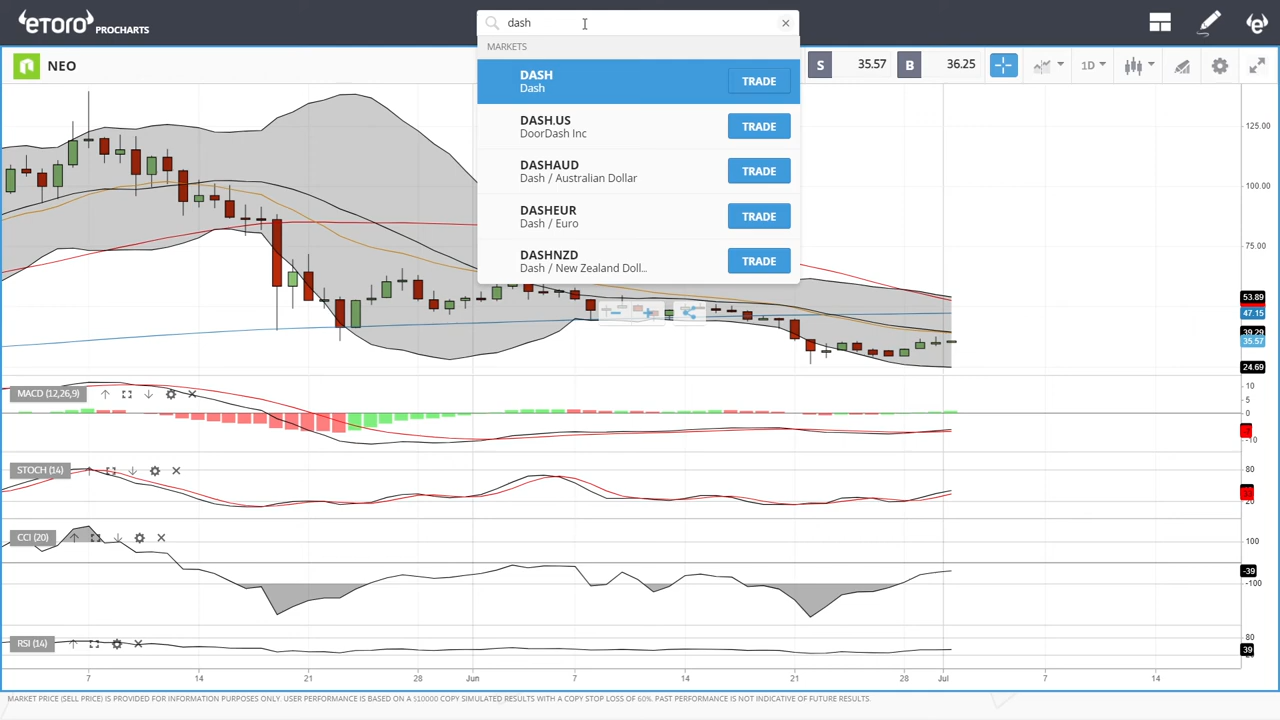 eToro PROCHARTS
dash
MARKETS
DASH
Dash
TRADE
DASH.US
DoorDash Inc
TRADE
DASHAUD
Dash / Australian Dollar
TRADE
DASHEUR
Dash / Euro
TRADE
DASHNZD
Dash / New Zealand Doll...
TRADE
NEO
S 35.57 B 36.25
1D
125.00
100.00
75.00
53.89
47.15
39.29
35.57
24.69
MACD (12,26,9)
10
5
0
-10
STOCH (14)
80
20
CCI (20)
100
-39
-100
RSI (14)
80
39
7 14 21 28 Jun 7 14 21 28 Jul 7 14
MARKET PRICE (SELL PRICE) IS PROVIDED FOR INFORMATION PURPOSES ONLY. USER PERFORMANCE IS BASED ON A $10000 COPY SIMULATED RESULTS WITH A COPY STOP LOSS OF 60%. PAST PERFORMANCE IS NOT INDICATIVE OF FUTURE RESULTS.